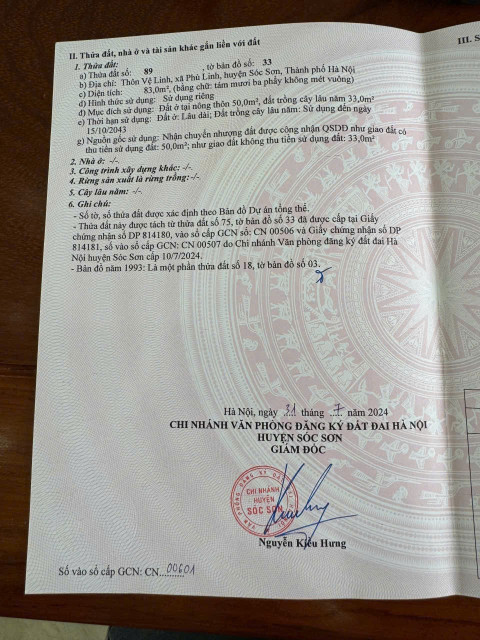 II. Thửa đất, nhà ở và tài sản khác gắn liền với đất
III. S
1. Thửa đất:
a) Thửa đất số: 89 , tờ bản đồ số: 33
b) Địa chỉ: Thôn Vệ Linh, xã Phù Linh, huyện Sóc Sơn, Thành phố Hà Nội
c) Diện tích: 83,0m², (bằng chữ: tám mươi ba phẩy không mét vuông)
d) Hình thức sử dụng: Sử dụng riêng
đ) Mục đích sử dụng: Đất ở tại nông thôn 50,0m²; đất trồng cây lâu năm 33,0m²
e) Thời hạn sử dụng: Đất ở: Lâu dài; Đất trồng cây lâu năm: Sử dụng đến ngày
15/10/2043
g) Nguồn gốc sử dụng: Nhận chuyển nhượng đất được công nhận QSDĐ như giao đất có
thu tiền sử dụng đất: 50,0m²; như giao đất không thu tiền sử dụng đất: 33,0m²
2. Nhà ở: -/-.
3. Công trình xây dựng khác: -/-.
4. Rừng sản xuất là rừng trồng: -/-.
5. Cây lâu năm: -/-.
6. Ghi chú:
- Số tờ, số thửa đất được xác định theo Bản đồ Dự án tổng thể.
- Thửa đất này được tách từ thửa đất số 75, tờ bản đồ số 33 đã được cấp tại Giấy
chứng nhận số DP 814180, vào sổ cấp GCN số: CN 00506 và Giấy chứng nhận số DP
814181, số vào sổ cấp GCN: CN 00507 do Chi nhánh Văn phòng đăng ký đất đai Hà
Nội huyện Sóc Sơn cấp 10/7/2024.
- Bản đồ năm 1993: Là một phần thửa đất số 18, tờ bản đồ số 03.
Hà Nội, ngày 31 tháng 7 năm 2024
CHI NHÁNH VĂN PHÒNG ĐĂNG KÝ ĐẤT ĐAI HÀ NỘI
HUYỆN SÓC SƠN
GIÁM ĐỐC
CHI NHÁNH
HUYỆN
SÓC SƠN
Nguyễn Kiều Hưng
Số vào sổ cấp GCN: CN 00601